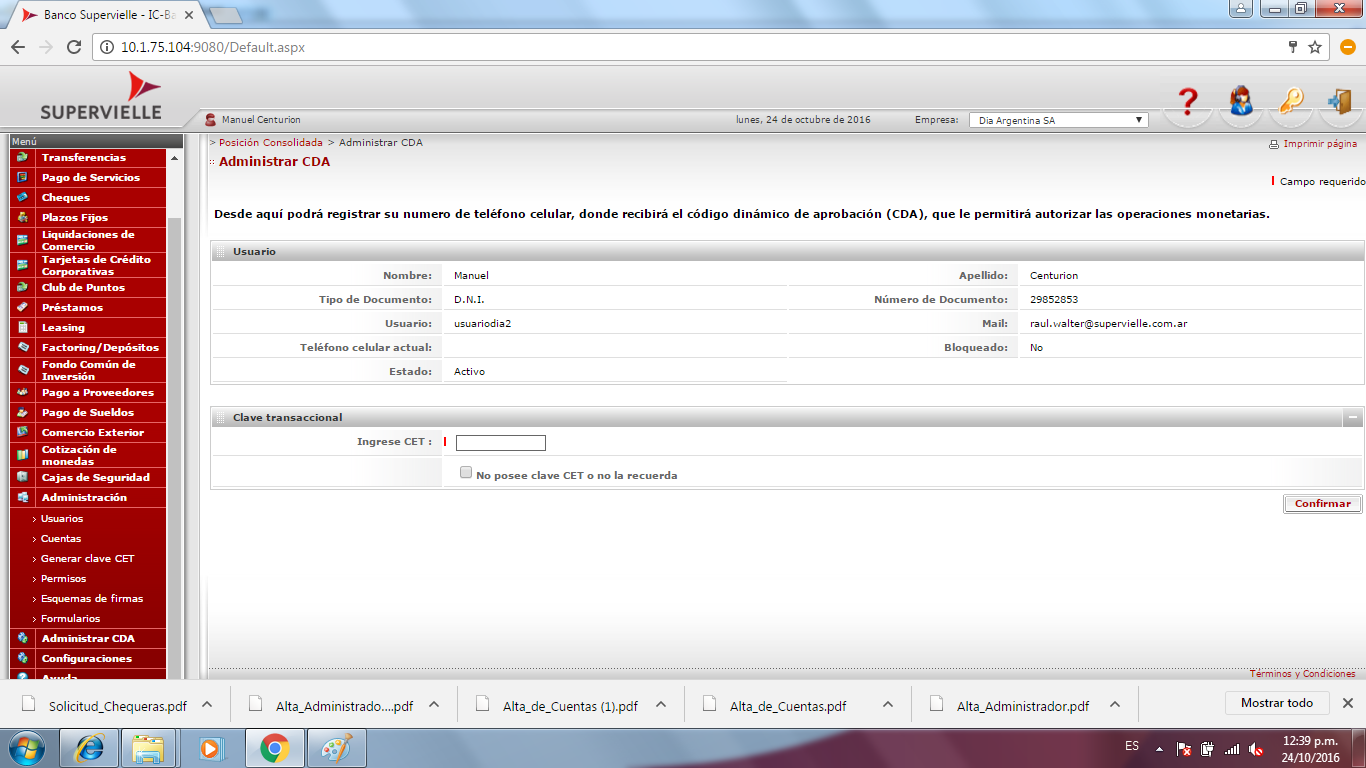 Banco Supervielle - IC-Ba
10.1.75.104:9080/Default.aspx
SUPERVIELLE
Manuel Centurion
lunes, 24 de octubre de 2016
Empresa:
Dia Argentina SA
Menú
Transferencias
Pago de Servicios
Cheques
Plazos Fijos
Liquidaciones de
Comercio
Tarjetas de Crédito
Corporativas
Club de Puntos
Préstamos
Leasing
Factoring/Depósitos
Fondo Común de
Inversión
Pago a Proveedores
Pago de Sueldos
Comercio Exterior
Cotización de
monedas
Cajas de Seguridad
Administración
> Usuarios
> Cuentas
> Generar clave CET
> Permisos
> Esquemas de firmas
> Formularios
Administrar CDA
Configuraciones
Ayuda
> Posición Consolidada > Administrar CDA
Imprimir página
Administrar CDA
Campo requerido
Desde aquí podrá registrar su numero de teléfono celular, donde recibirá el código dinámico de aprobación (CDA), que le permitirá autorizar las operaciones monetarias.
Usuario
Nombre: Manuel Apellido: Centurion
Tipo de Documento: D.N.I. Número de Documento: 29852853
Usuario: usuariodia2 Mail: raul.walter@supervielle.com.ar
Teléfono celular actual: Bloqueado: No
Estado: Activo
Clave transaccional
Ingrese CET :
No posee clave CET o no la recuerda
Confirmar
Términos y Condiciones
Solicitud_Chequeras.pdf
Alta_Administrado....pdf
Alta_de_Cuentas (1).pdf
Alta_de_Cuentas.pdf
Alta_Administrador.pdf
Mostrar todo
ES
12:39 p.m.
24/10/2016